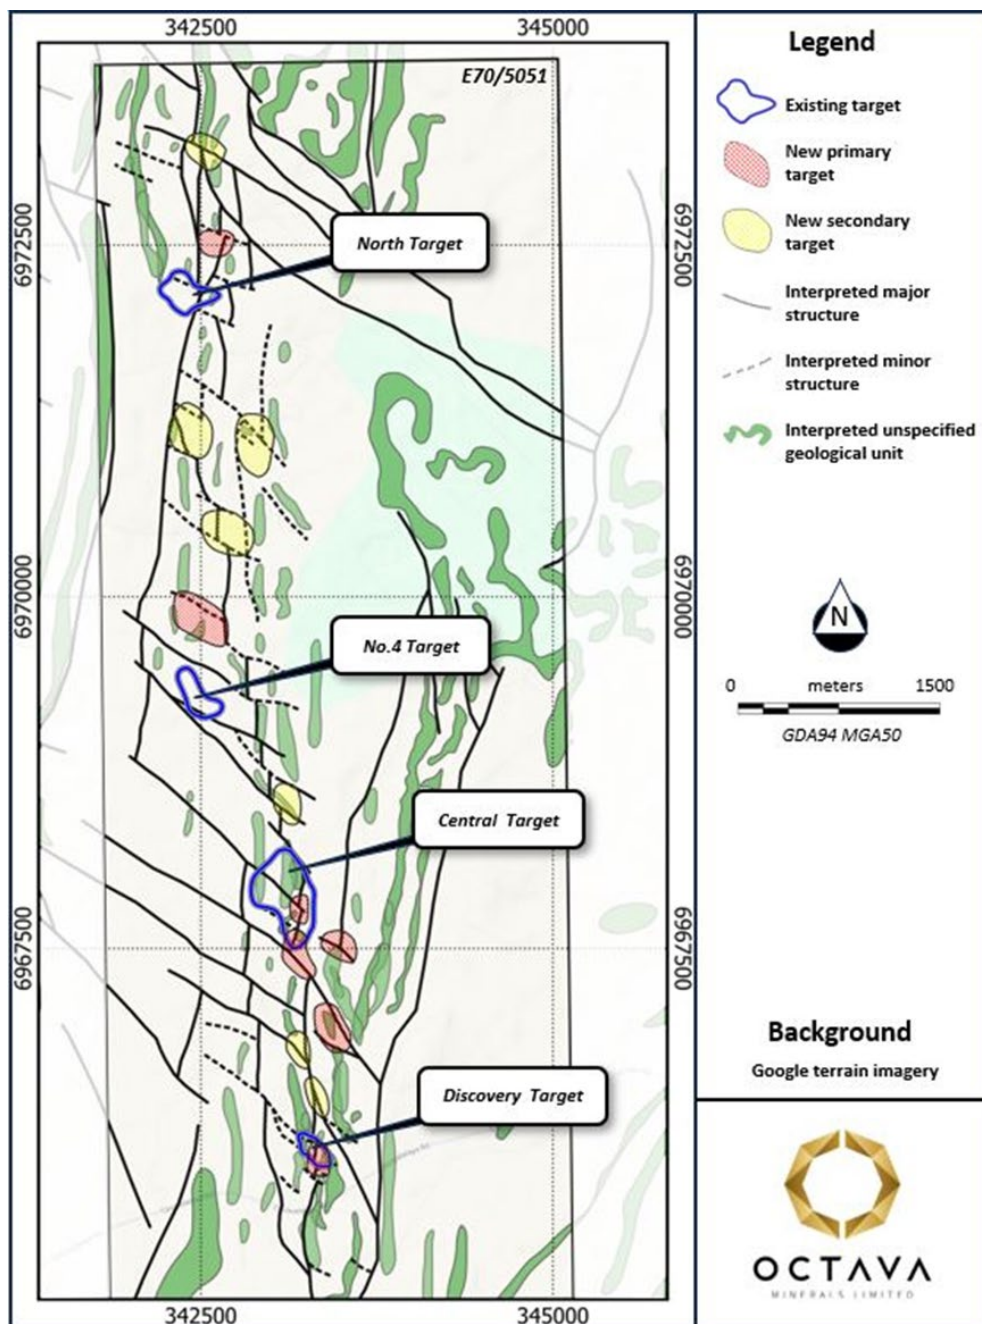 342500
345000
E70/5051
6972500
6972500
North Target
6970000
6970000
No.4 Target
Central Target
6967500
6967500
Discovery Target
342500
345000
Legend
Existing target
New primary
target
New secondary
target
Interpreted major
structure
Interpreted minor
structure
Interpreted unspecified
geological unit
N
0 meters 1500
GDA94 MGA50
Background
Google terrain imagery
OCTAVA
MINERALS LIMITED